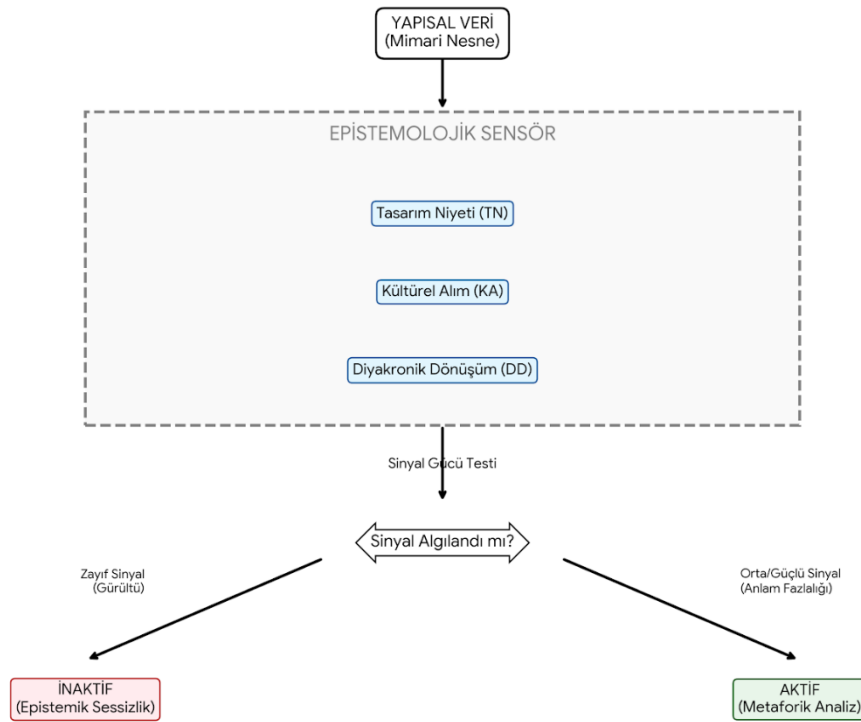 YAPISAL VERİ
(Mimari Nesne)
EPİSTEMOLOJİK SENSÖR
Tasarım Niyeti (TN)
Kültürel Alım (KA)
Diyakronik Dönüşüm (DD)
Sinyal Gücü Testi
Sinyal Algılandı mı?
Zayıf Sinyal
(Gürültü)
Orta/Güçlü Sinyal
(Anlam Fazlalığı)
İNAKTİF
(Epistemik Sessizlik)
AKTİF
(Metaforik Analiz)